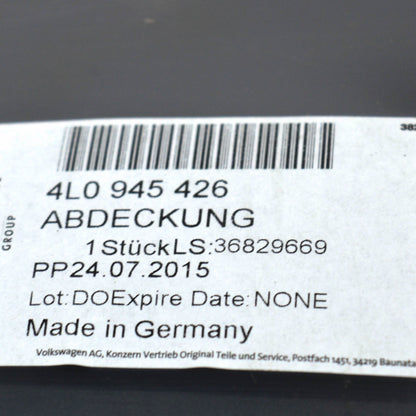 382
4L0 945 426
ABDECKUNG
1StückLS:36829669
PP24.07.2015
Lot:DOExpire Date:NONE
Made in Germany
Volkswagen AG, Konzern Vertrieb Original Teile und Service, Postfach 1451, 34219 Baunata
GROUP